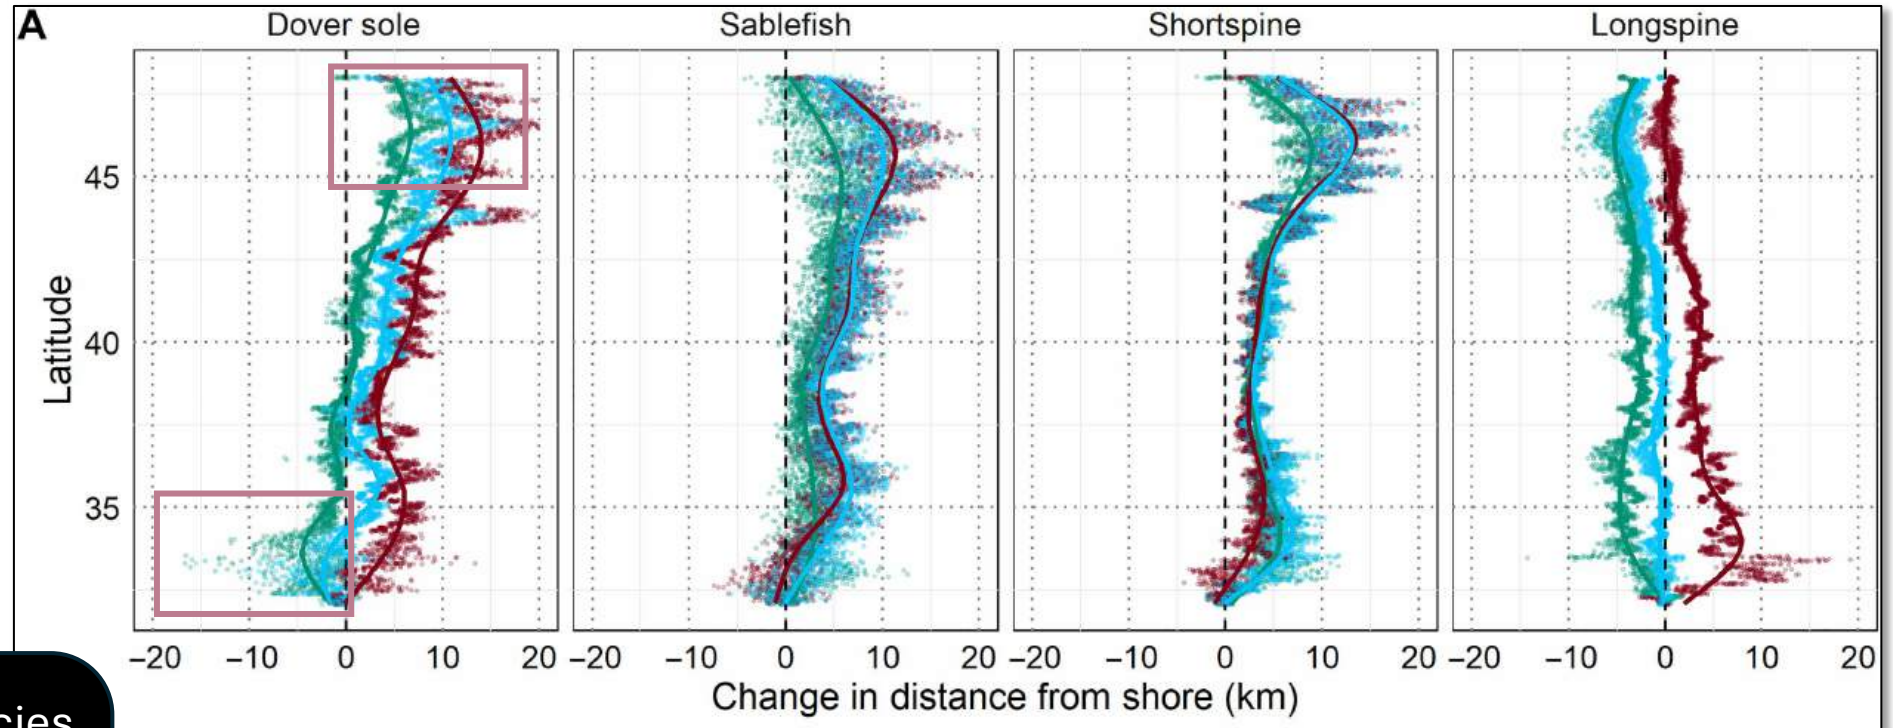 A
Dover sole Sablefish Shortspine Longspine
45
40
35
Latitude
−20 −10 0 10 20 −20 −10 0 10 20 −20 −10 0 10 20 −20 −10 0 10 20
Change in distance from shore (km)
cies